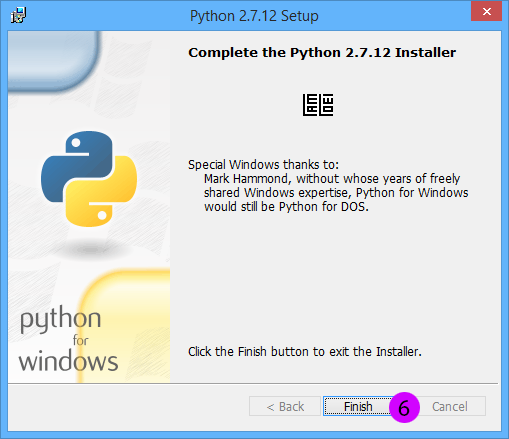 Python 2.7.12 Setup
Complete the Python 2.7.12 Installer
Special Windows thanks to:
Mark Hammond, without whose years of freely
shared Windows expertise, Python for Windows
would still be Python for DOS.
python
for
windows
Click the Finish button to exit the Installer.
< Back
Finish
6
Cancel